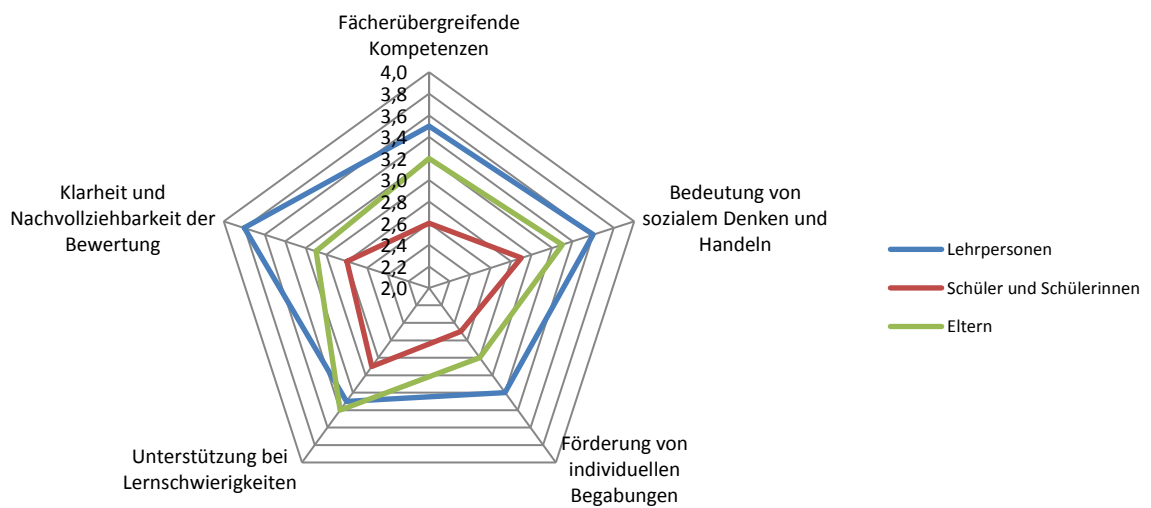 Fächerübergreifende
Kompetenzen
4,0
3,8
3,6
3,4
3,2
3,0
2,8
2,6
2,4
2,2
2,0
Bedeutung von
sozialem Denken und
Handeln
Förderung von
individuellen
Begabungen
Unterstützung bei
Lernschwierigkeiten
Klarheit und
Nachvollziehbarkeit der
Bewertung
Lehrpersonen
Schüler und Schülerinnen
Eltern